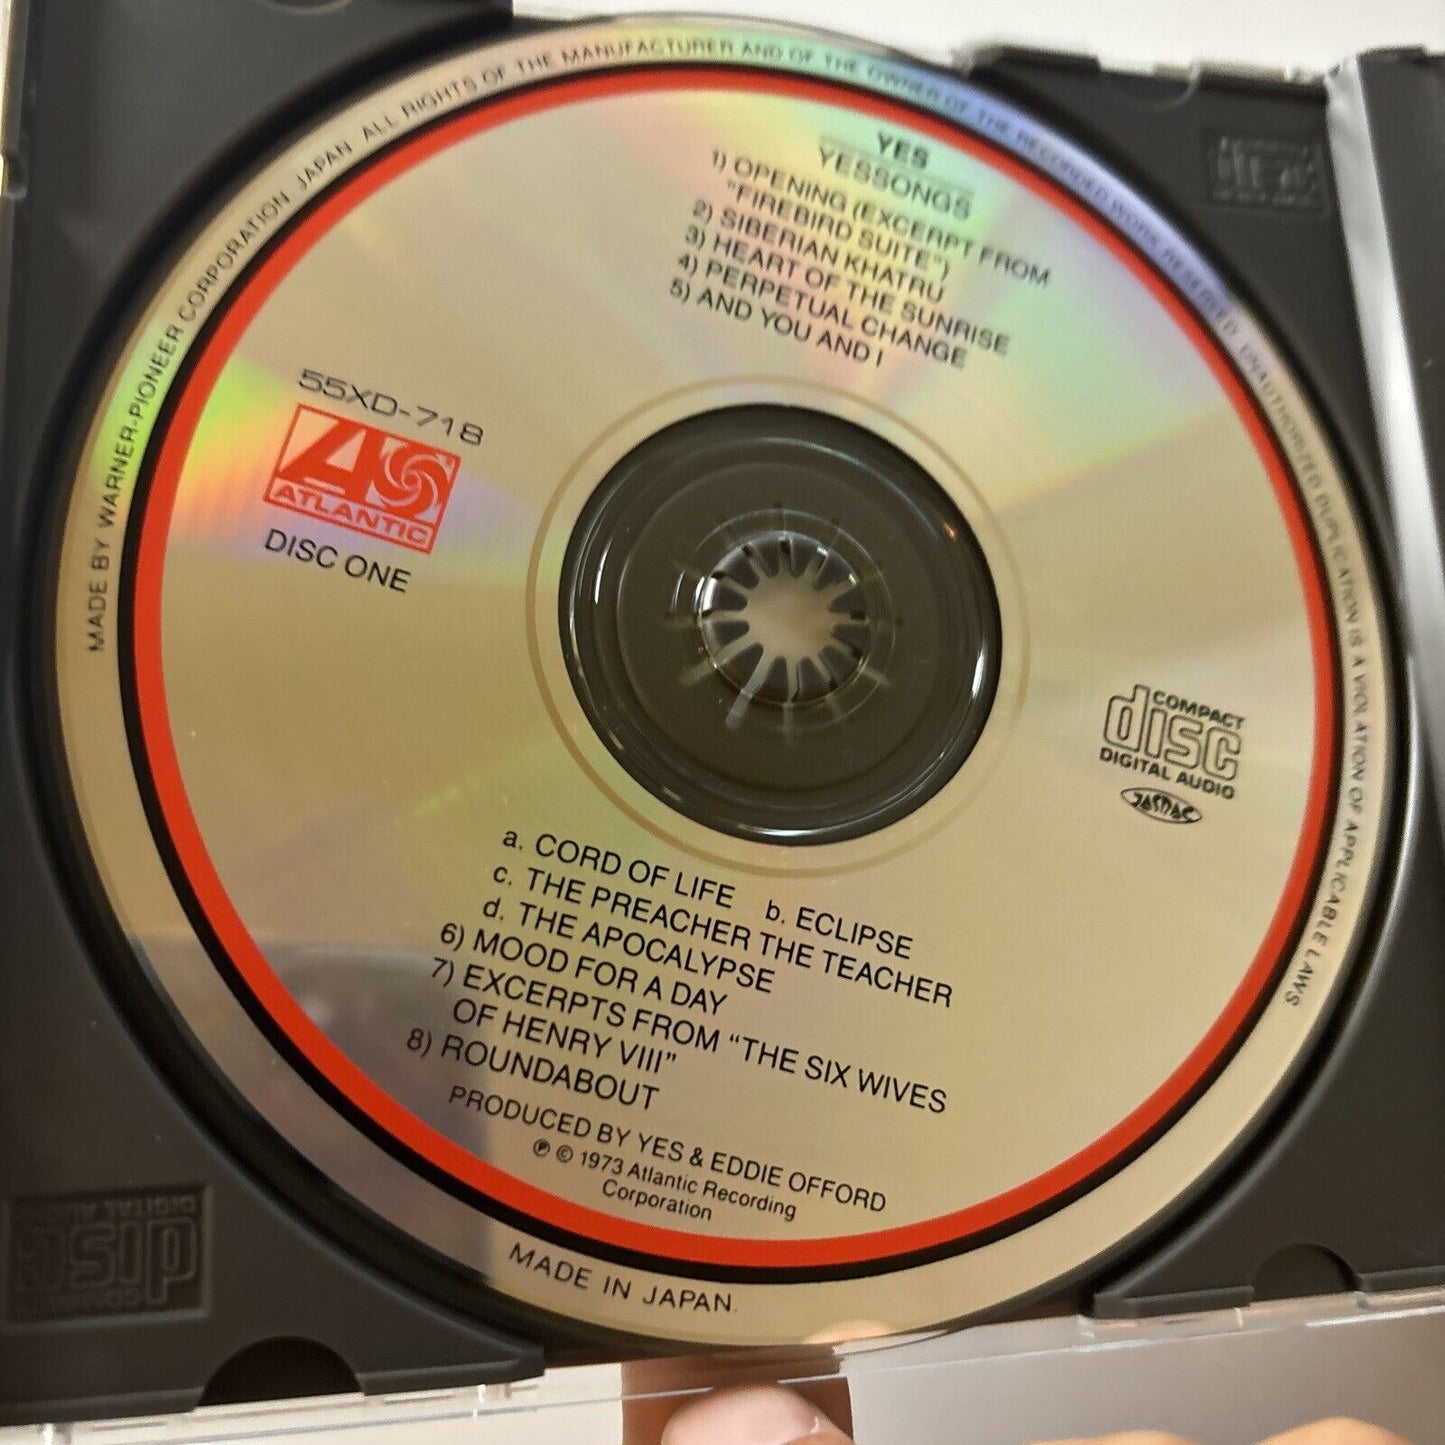 YES
YESSONGS
1) OPENING (EXCERPT FROM
"FIREBIRD SUITE")
2) SIBERIAN KHATRU
3) HEART OF THE SUNRISE
4) PERPETUAL CHANGE
5) AND YOU AND I
55XD-718
ATLANTIC
DISC ONE
COMPACT
disc
DIGITAL AUDIO
JASRAC
a. CORD OF LIFE b. ECLIPSE
c. THE PREACHER THE TEACHER
d. THE APOCALYPSE
6) MOOD FOR A DAY
7) EXCERPTS FROM "THE SIX WIVES
OF HENRY VIII"
8) ROUNDABOUT
PRODUCED BY YES & EDDIE OFFORD
℗ © 1973 Atlantic Recording
Corporation
MADE BY WARNER-PIONEER CORPORATION, JAPAN. ALL RIGHTS OF THE MANUFACTURER AND OF THE OWNER OF THE RECORDED WORK RESERVED. UNAUTHORIZED DUPLICATION IS A VIOLATION OF APPLICABLE LAWS
MADE IN JAPAN.
COMPACT
disc
DIGITAL AUDIO